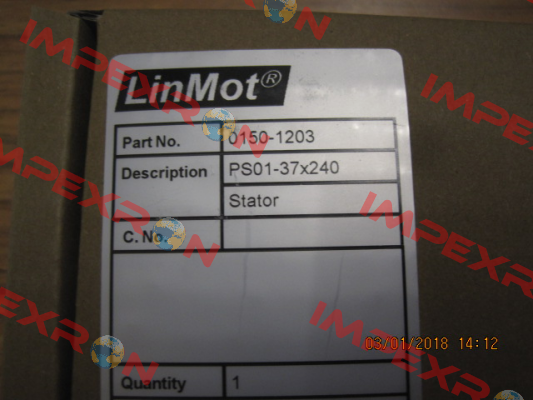 LinMot®
Part No. 0150-1203
Description PS01-37x240
Stator
C. No.
Quantity 1
03/01/2018 14:12
IMPEXRON
IMPEXRON
IMPEXRON
IMPEXRON
IMPEXRON
IMPEXRON